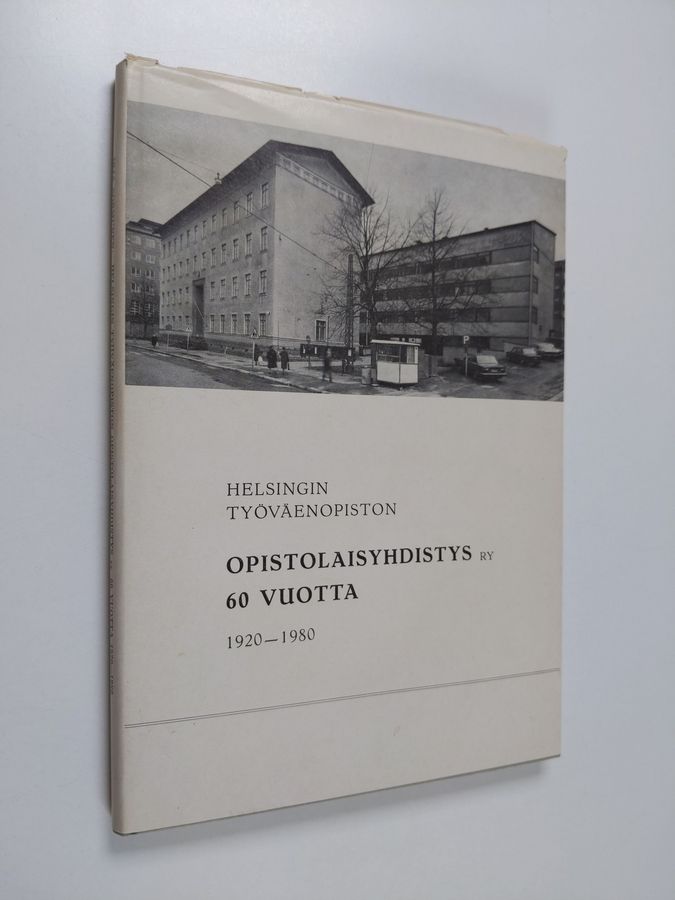 HELSINGIN
TYÖVÄENOPISTON
OPISTOLAISYHDISTYS RY
60 VUOTTA
1920—1980